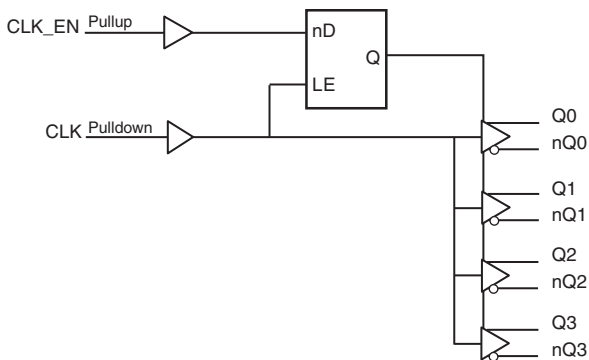 CLK_EN Pullup
nD
Q
LE
CLK Pulldown
Q0
nQ0
Q1
nQ1
Q2
nQ2
Q3
nQ3